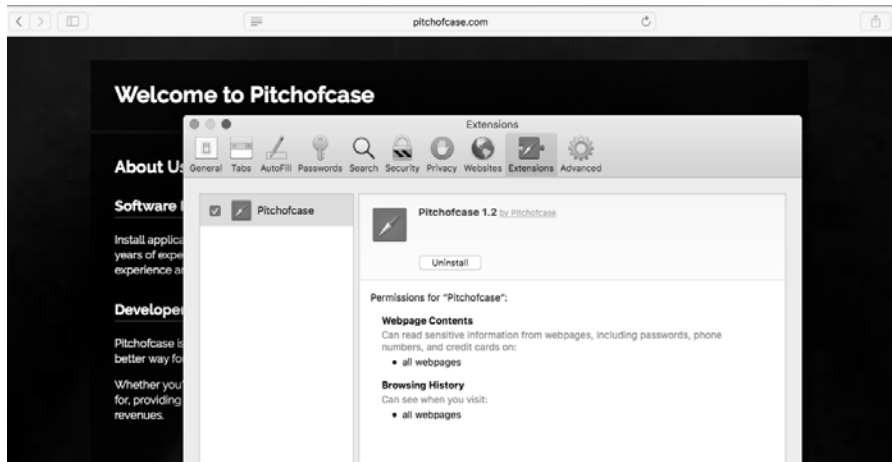 pitchofcase.com
Welcome to Pitchofcase
Extensions
General Tabs AutoFill Passwords Search Security Privacy Websites Extensions Advanced
About Us
Software
Install applica
years of expe
experience a
Develope
Pitchofcase is
better way fo
Whether you'
for, providing
revenues.
Pitchofcase
Pitchofcase 1.2 by Pitchofcase
Uninstall
Permissions for "Pitchofcase":
Webpage Contents
Can read sensitive information from webpages, including passwords, phone
numbers, and credit cards on:
• all webpages
Browsing History
Can see when you visit:
• all webpages